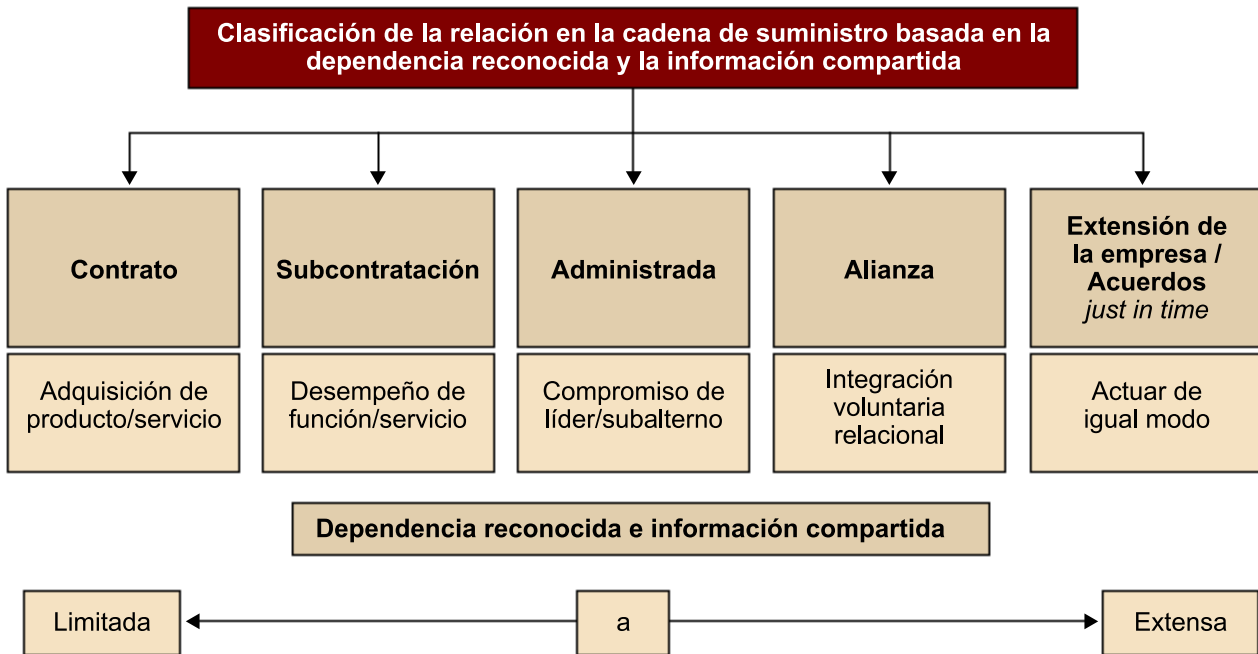 Clasificación de la relación en la cadena de suministro basada en la
dependencia reconocida y la información compartida
Contrato
Subcontratación
Administrada
Alianza
Extensión de
la empresa /
Acuerdos
just in time
Adquisición de
producto/servicio
Desempeño de
función/servicio
Compromiso de
líder/subalterno
Integración
voluntaria
relacional
Actuar de
igual modo
Dependencia reconocida e información compartida
Limitada
a
Extensa